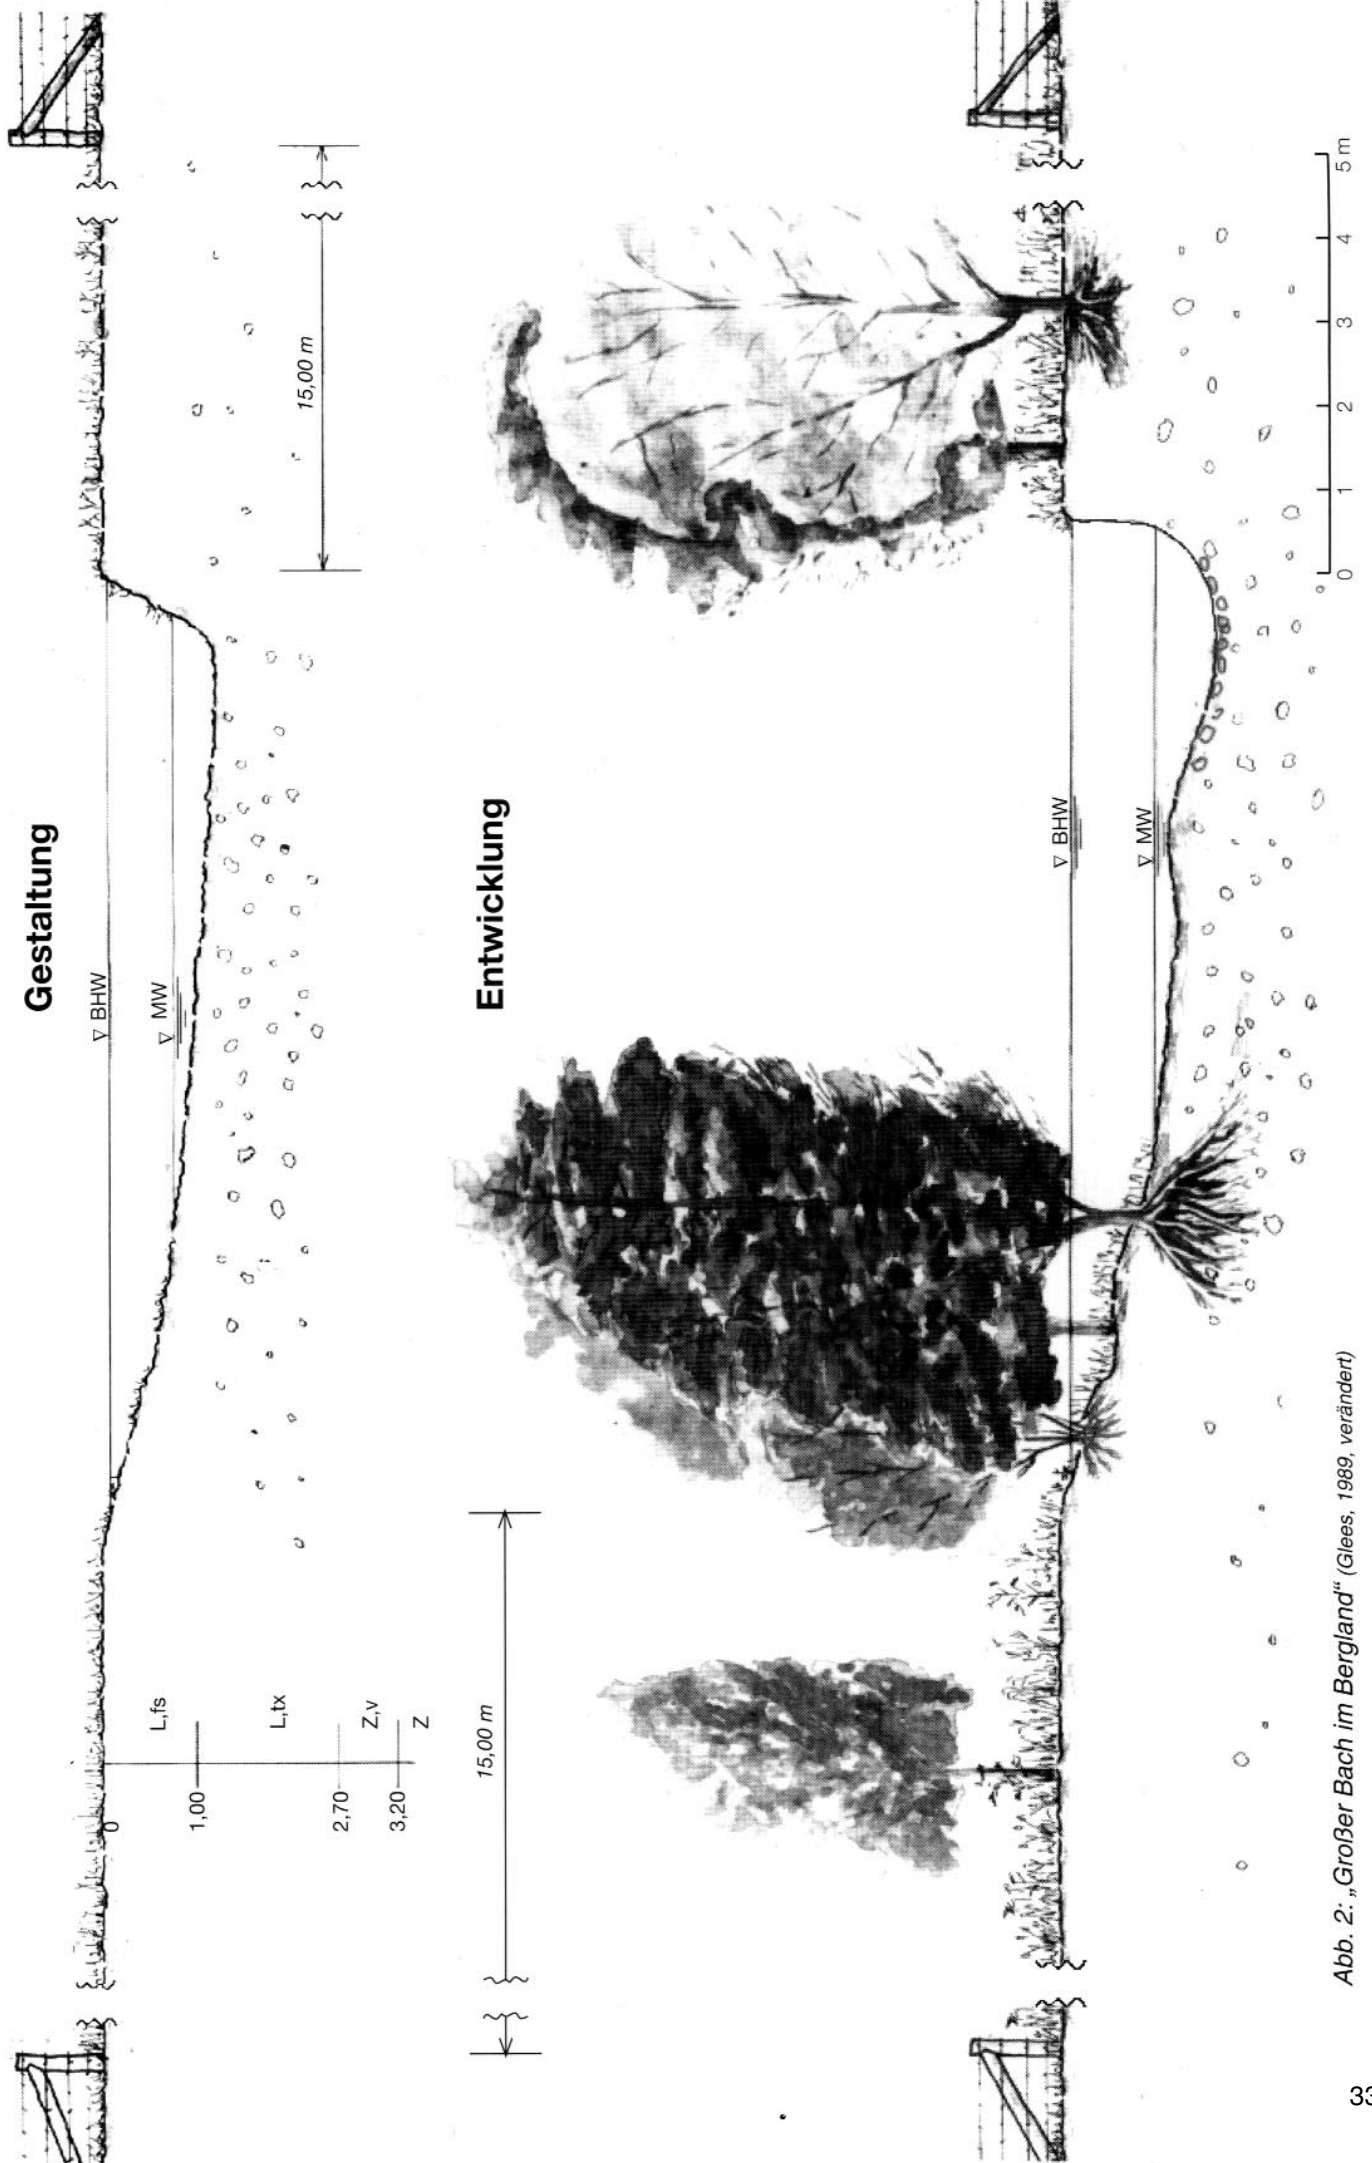 Gestaltung
▽ BHW
▽ MW
15,00 m
0
1,00
2,70
3,20
L,fs
L,tx
Z,v
Z
Entwicklung
15,00 m
▽ BHW
▽ MW
0 1 2 3 4 5 m
Abb. 2: „Großer Bach im Bergland“ (Glees, 1989, verändert)
33